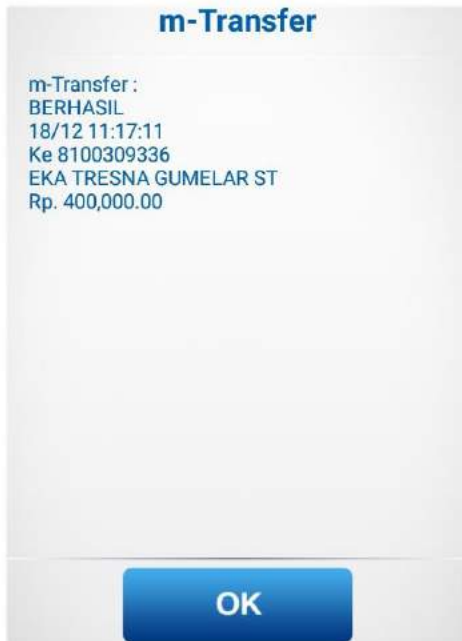 m-Transfer
m-Transfer :
BERHASIL
18/12 11:17:11
Ke 8100309336
EKA TRESNA GUMELAR ST
Rp. 400,000.00
OK